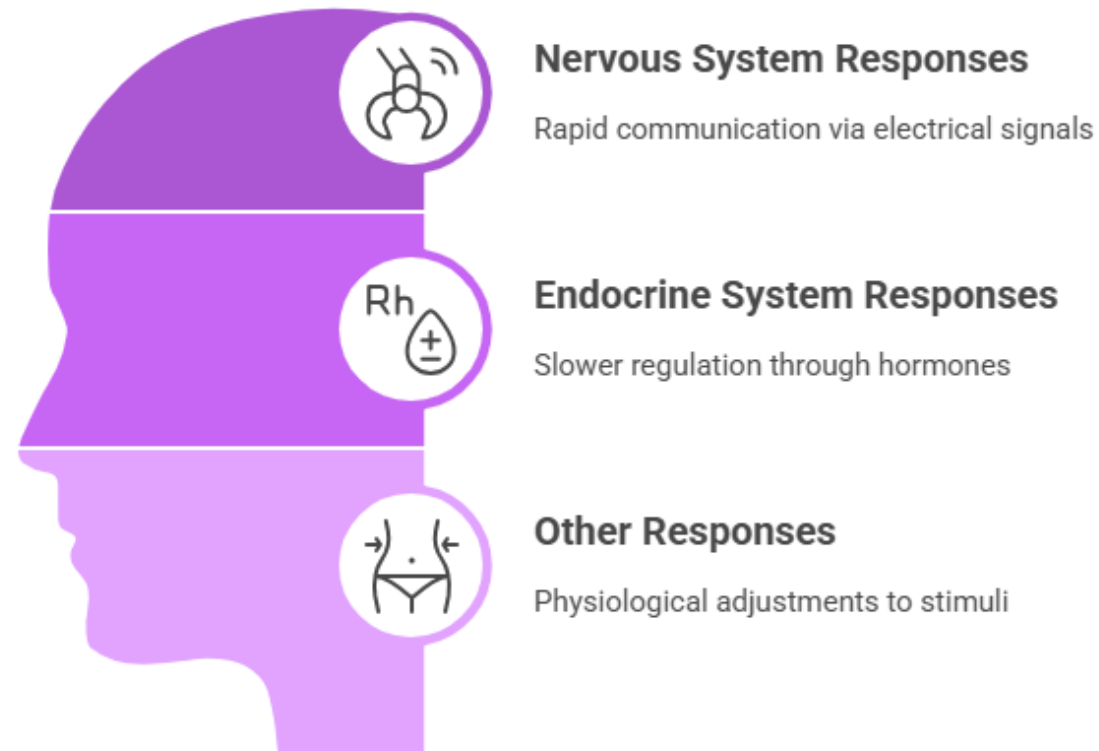 Nervous System Responses
Rapid communication via electrical signals
Rh
Endocrine System Responses
Slower regulation through hormones
Other Responses
Physiological adjustments to stimuli